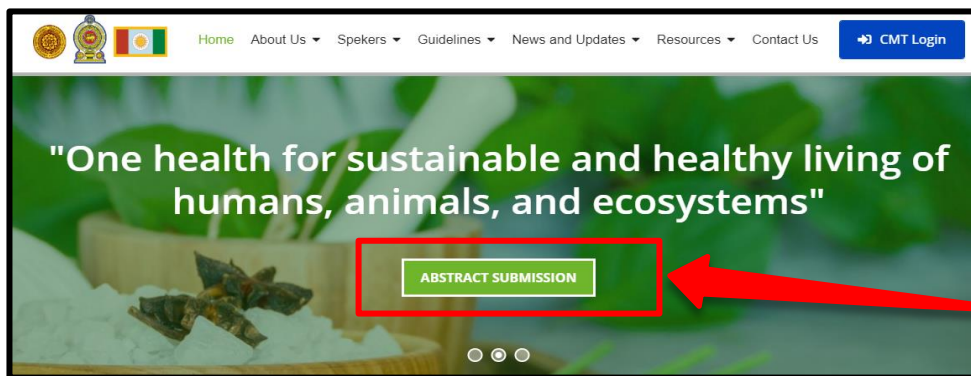 Home About Us Spekers Guidelines News and Updates Resources Contact Us CMT Login
"One health for sustainable and healthy living of
humans, animals, and ecosystems"
ABSTRACT SUBMISSION